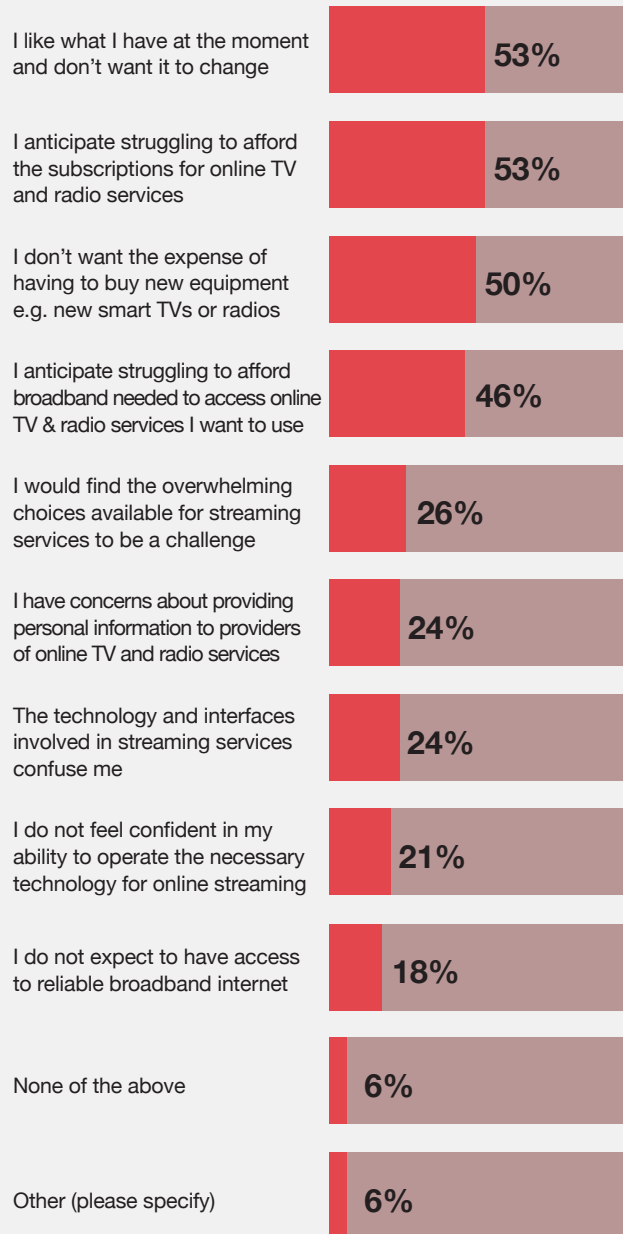 I like what I have at the moment
and don’t want it to change
53%
I anticipate struggling to afford
the subscriptions for online TV
and radio services
53%
I don’t want the expense of
having to buy new equipment
e.g. new smart TVs or radios
50%
I anticipate struggling to afford
broadband needed to access online
TV & radio services I want to use
46%
I would find the overwhelming
choices available for streaming
services to be a challenge
26%
I have concerns about providing
personal information to providers
of online TV and radio services
24%
The technology and interfaces
involved in streaming services
confuse me
24%
I do not feel confident in my
ability to operate the necessary
technology for online streaming
21%
I do not expect to have access
to reliable broadband internet
18%
None of the above
6%
Other (please specify)
6%